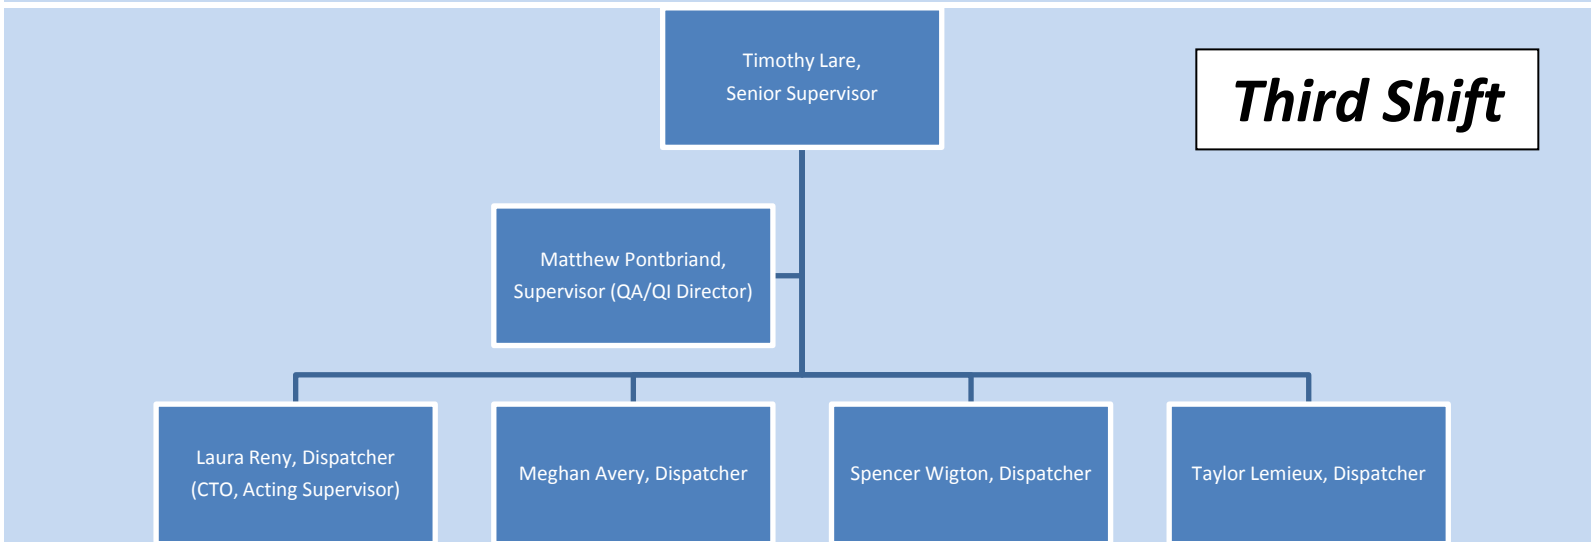 Timothy Lare,
Senior Supervisor
Third Shift
Matthew Pontbriand,
Supervisor (QA/QI Director)
Laura Reny, Dispatcher
(CTO, Acting Supervisor)
Meghan Avery, Dispatcher
Spencer Wigton, Dispatcher
Taylor Lemieux, Dispatcher